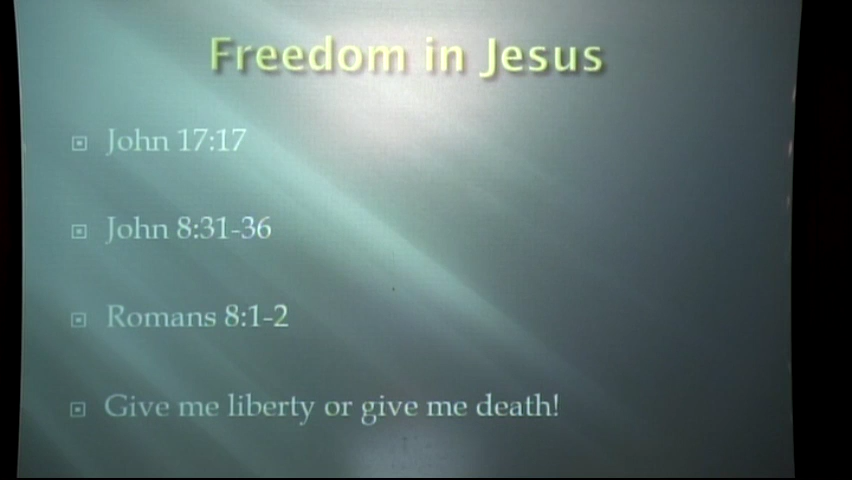 Freedom in Jesus
John 17:17
John 8:31-36
Romans 8:1-2
Give me liberty or give me death!